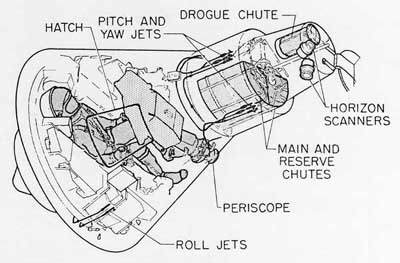 DROGUE CHUTE
PITCH AND
YAW JETS
HATCH
HORIZON
SCANNERS
MAIN AND
RESERVE
CHUTES
PERISCOPE
ROLL JETS